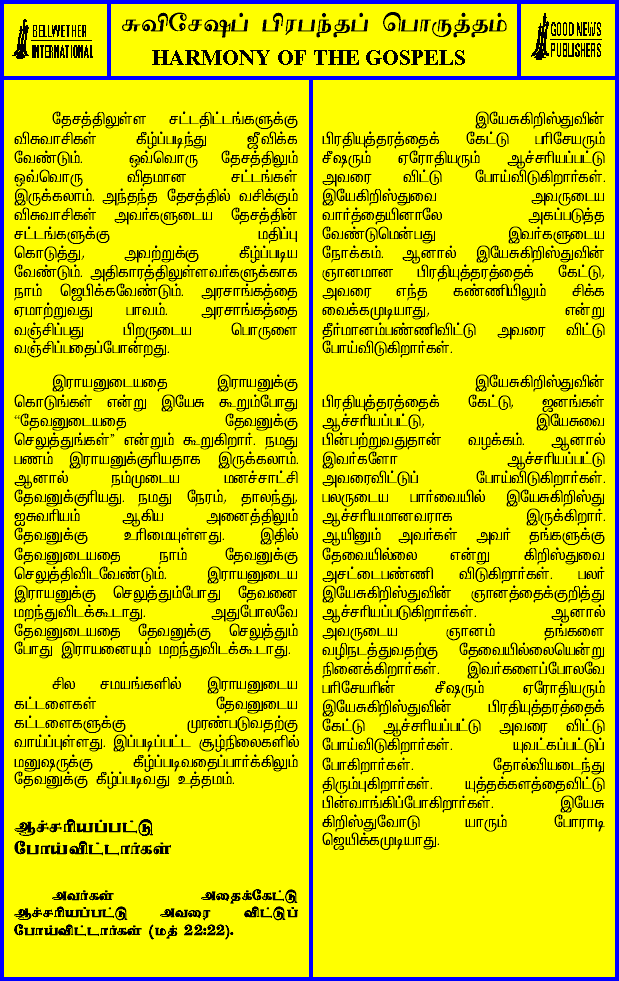 BELLWETHER
INTERNATIONAL
சுவிசேஷப் பிரபந்தப் பொருத்தம்
HARMONY OF THE GOSPELS
GOOD NEWS
PUBLISHERS
தேசத்திலுள்ள சட்டதிட்டங்களுக்கு
விசுவாசிகள் கீழ்ப்படிந்து ஜீவிக்க
வேண்டும். ஒவ்வொரு தேசத்திலும்
ஒவ்வொரு விதமான சட்டங்கள்
இருக்கலாம். அந்தந்த தேசத்தில் வசிக்கும்
விசுவாசிகள் அவர்களுடைய தேசத்தின்
சட்டங்களுக்கு மதிப்பு
கொடுத்து, அவற்றுக்கு கீழ்ப்படிய
வேண்டும். அதிகாரத்திலுள்ளவர்களுக்காக
நாம் ஜெபிக்கவேண்டும். அரசாங்கத்தை
ஏமாற்றுவது பாவம். அரசாங்கத்தை
வஞ்சிப்பது பிறருடைய பொருளை
வஞ்சிப்பதைப்போன்றது.
இராயனுடையதை இராயனுக்கு
கொடுங்கள் என்று இயேசு கூறும்போது
“தேவனுடையதை தேவனுக்கு
செலுத்துங்கள்” என்றும் கூறுகிறார். நமது
பணம் இராயனுக்குரியதாக இருக்கலாம்.
ஆனால் நம்முடைய மனச்சாட்சி
தேவனுக்குரியது. நமது நேரம், தாலந்து,
ஐசுவரியம் ஆகிய அனைத்திலும்
தேவனுக்கு உரிமையுள்ளது. இதில்
தேவனுடையதை நாம் தேவனுக்கு
செலுத்திவிடவேண்டும். இராயனுடைய
இராயனுக்கு செலுத்தும்போது தேவனை
மறந்துவிடக்கூடாது. அதுபோலவே
தேவனுடையதை தேவனுக்கு செலுத்தும்
போது இராயனையும் மறந்துவிடக்கூடாது.
சில சமயங்களில் இராயனுடைய
கட்டளைகள் தேவனுடைய
கட்டளைகளுக்கு முரண்படுவதற்கு
வாய்ப்புள்ளது. இப்படிப்பட்ட சூழ்நிலைகளில்
மனுஷருக்கு கீழ்ப்படிவதைப்பார்க்கிலும்
தேவனுக்கு கீழ்ப்படிவது உத்தமம்.
ஆச்சரியப்பட்டு
போய்விட்டார்கள்
அவர்கள் அதைக்கேட்டு
ஆச்சரியப்பட்டு அவரை விட்டுப்
போய்விட்டார்கள் (மத் 22:22).
இயேசுகிறிஸ்துவின்
பிரதியுத்தரத்தைக் கேட்டு பரிசேயரும்
சீஷரும் ஏரோதியரும் ஆச்சரியப்பட்டு
அவரை விட்டு போய்விடுகிறார்கள்.
இயேகிறிஸ்துவை அவருடைய
வார்த்தையினாலே அகப்படுத்த
வேண்டுமென்பது இவர்களுடைய
நோக்கம். ஆனால் இயேசுகிறிஸ்துவின்
ஞானமான பிரதியுத்தரத்தைக் கேட்டு,
அவரை எந்த கண்ணியிலும் சிக்க
வைக்கமுடியாது, என்று
தீர்மானம்பண்ணிவிட்டு அவரை விட்டு
போய்விடுகிறார்கள்.
இயேசுகிறிஸ்துவின்
பிரதியுத்தரத்தைக் கேட்டு, ஜனங்கள்
ஆச்சரியப்பட்டு, இயேசுவை
பின்பற்றுவதுதான் வழக்கம். ஆனால்
இவர்களோ ஆச்சரியப்பட்டு
அவரைவிட்டுப் போய்விடுகிறார்கள்.
பலருடைய பார்வையில் இயேசுகிறிஸ்து
ஆச்சரியமானவராக இருக்கிறார்.
ஆயினும் அவர்கள் அவர் தங்களுக்கு
தேவையில்லை என்று கிறிஸ்துவை
அசட்டைபண்ணி விடுகிறார்கள். பலர்
இயேசுகிறிஸ்துவின் ஞானத்தைக்குறித்து
ஆச்சரியப்படுகிறார்கள். ஆனால்
அவருடைய ஞானம் தங்களை
வழிநடத்துவதற்கு தேவையில்லையென்று
நினைக்கிறார்கள். இவர்களைப்போலவே
பரிசேயரின் சீஷரும் ஏரோதியரும்
இயேசுகிறிஸ்துவின் பிரதியுத்தரத்தைக்
கேட்டு ஆச்சரியப்பட்டு அவரை விட்டு
போய்விடுகிறார்கள். யுவட்கப்பட்டுப்
போகிறார்கள். தோல்வியடைந்து
திரும்புகிறார்கள். யுத்தக்களத்தைவிட்டு
பின்வாங்கிப்போகிறார்கள். இயேசு
கிறிஸ்துவோடு யாரும் போராடி
ஜெயிக்கமுடியாது.